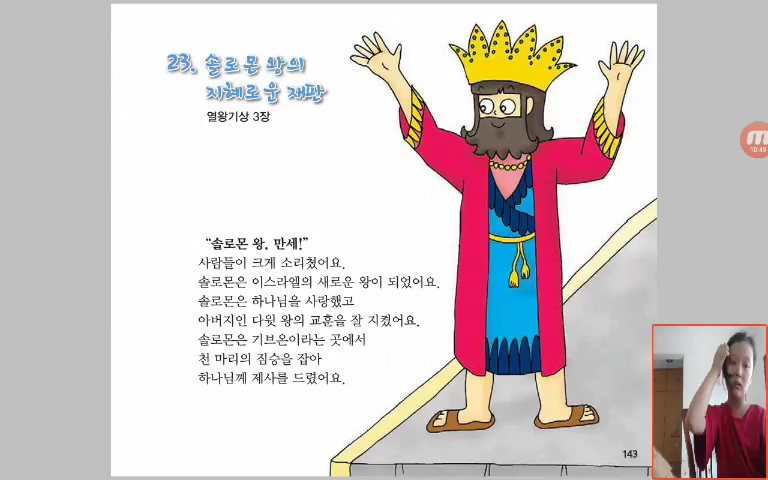 23. 솔로몬 왕의
지혜로운 재판
열왕기상 3장
“솔로몬 왕, 만세!”
사람들이 크게 소리쳤어요.
솔로몬은 이스라엘의 새로운 왕이 되었어요.
솔로몬은 하나님을 사랑했고
아버지인 다윗 왕의 교훈을 잘 지켰어요.
솔로몬은 기브온이라는 곳에서
천 마리의 짐승을 잡아
하나님께 제사를 드렸어요.
143
10:49